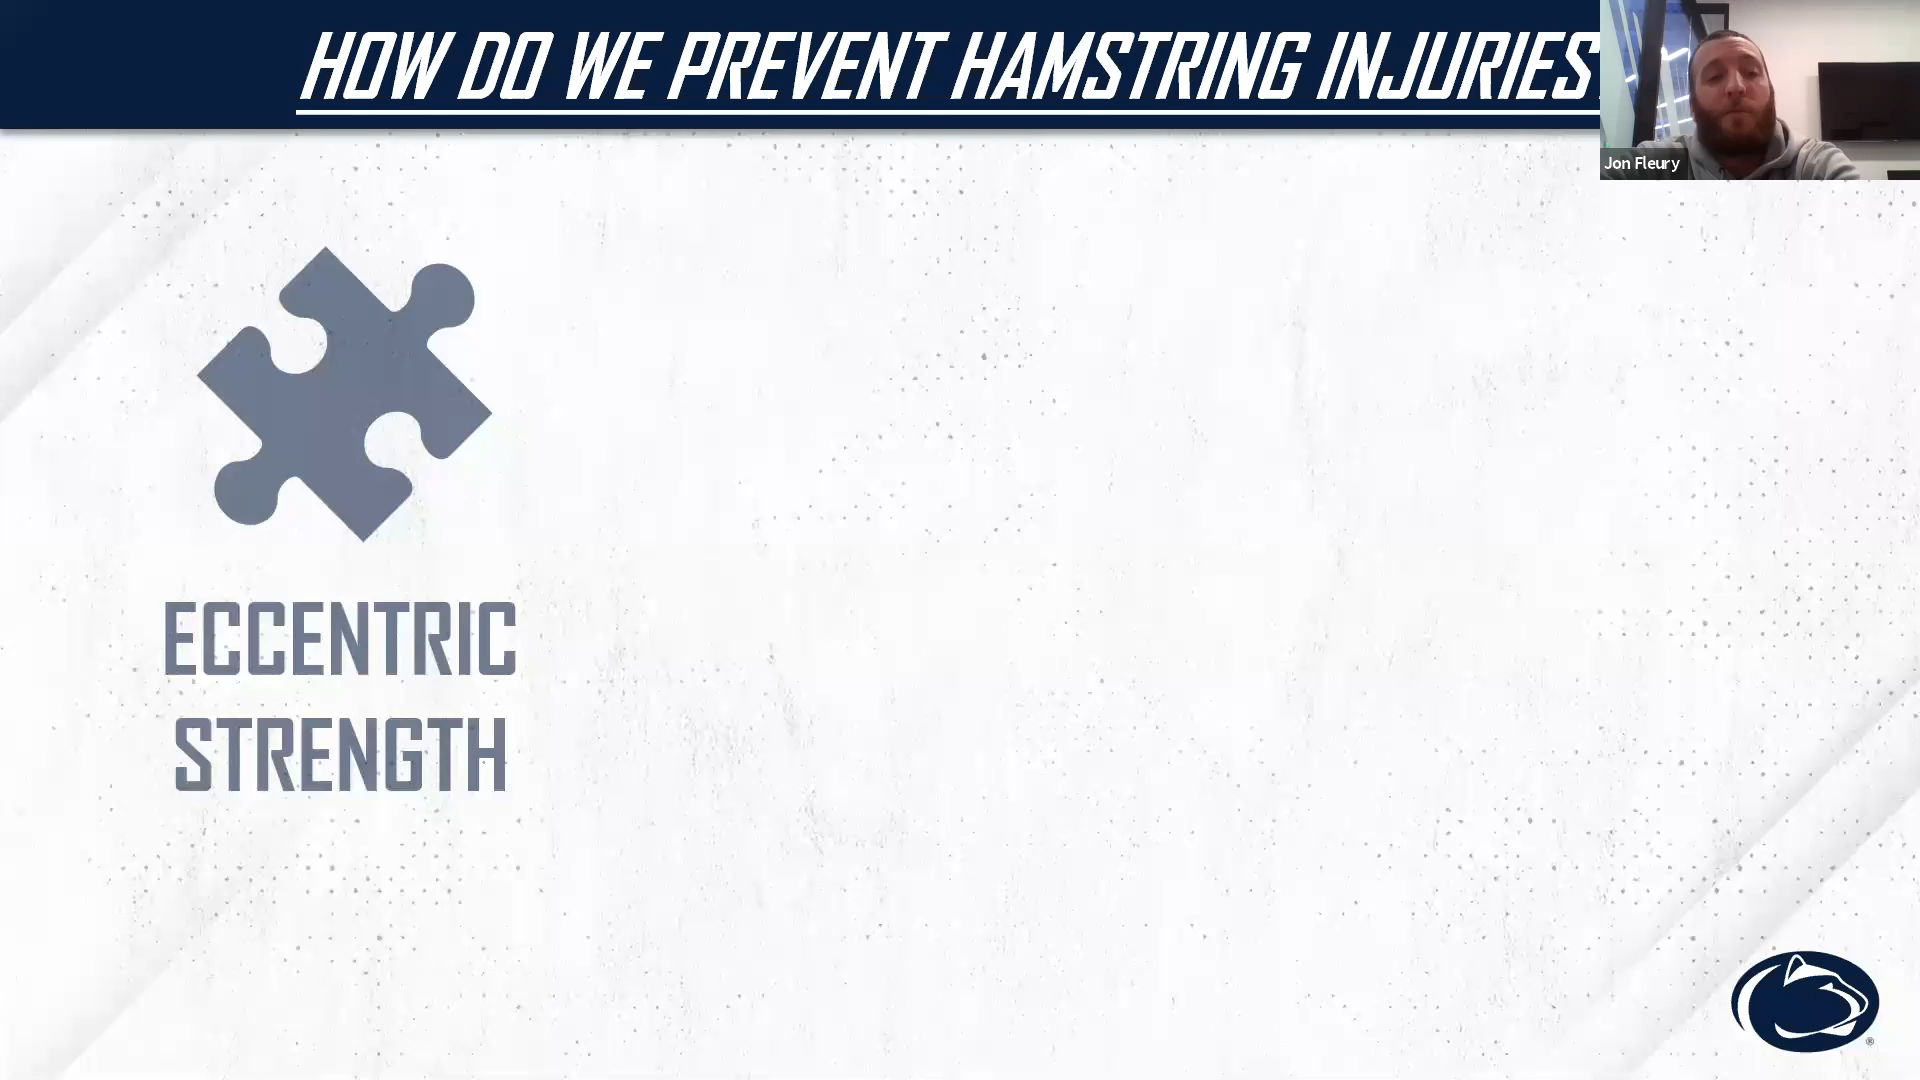 HOW DO WE PREVENT HAMSTRING INJURIES
Jon Fleury
ECCENTRIC
STRENGTH
®